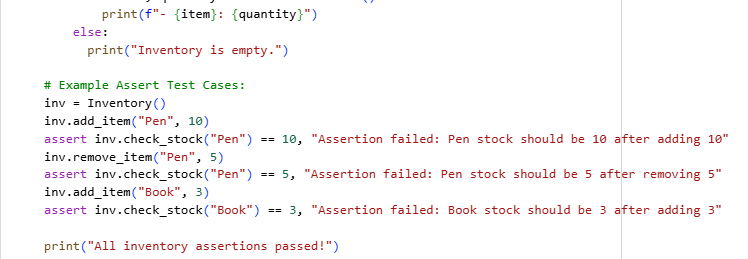 print(f"- {item}: {quantity}")
else:
print("Inventory is empty.")
# Example Assert Test Cases:
inv = Inventory()
inv.add_item("Pen", 10)
assert inv.check_stock("Pen") == 10, "Assertion failed: Pen stock should be 10 after adding 10"
inv.remove_item("Pen", 5)
assert inv.check_stock("Pen") == 5, "Assertion failed: Pen stock should be 5 after removing 5"
inv.add_item("Book", 3)
assert inv.check_stock("Book") == 3, "Assertion failed: Book stock should be 3 after adding 3"
print("All inventory assertions passed!")